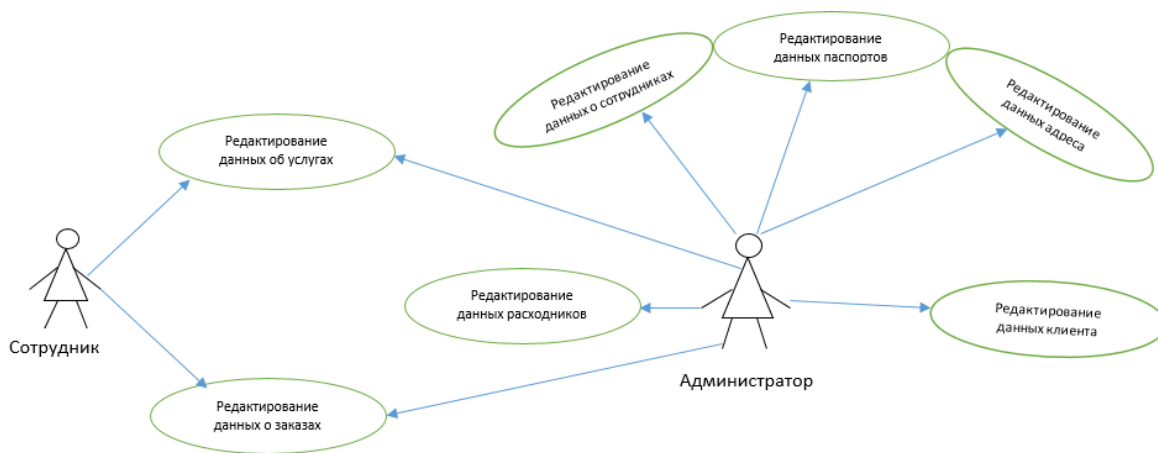 Редактирование
данных паспортов
Редактирование
данных о сотрудниках
Редактирование
данных адреса
Редактирование
данных об услугах
Редактирование
данных расходников
Редактирование
данных клиента
Сотрудник
Администратор
Редактирование
данных о заказах